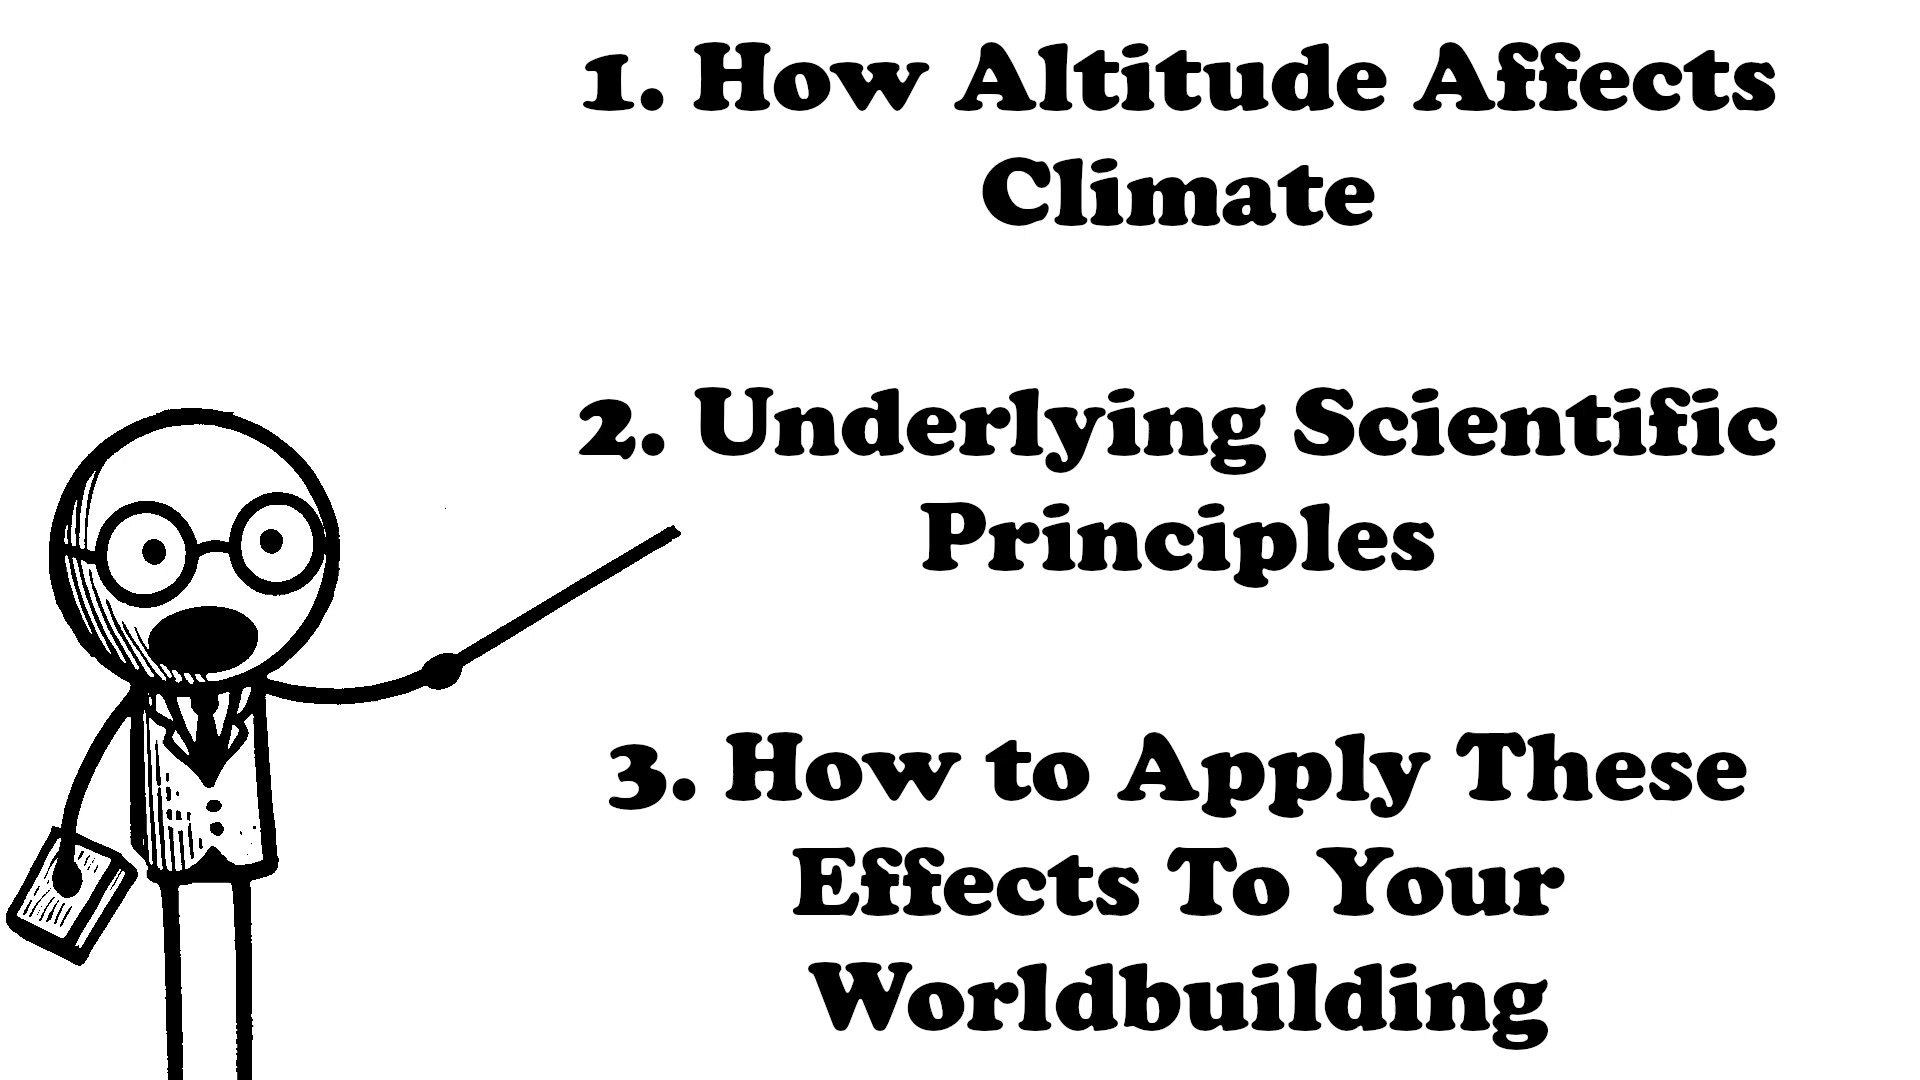 1. How Altitude Affects
Climate
2. Underlying Scientific
Principles
3. How to Apply These
Effects To Your
Worldbuilding